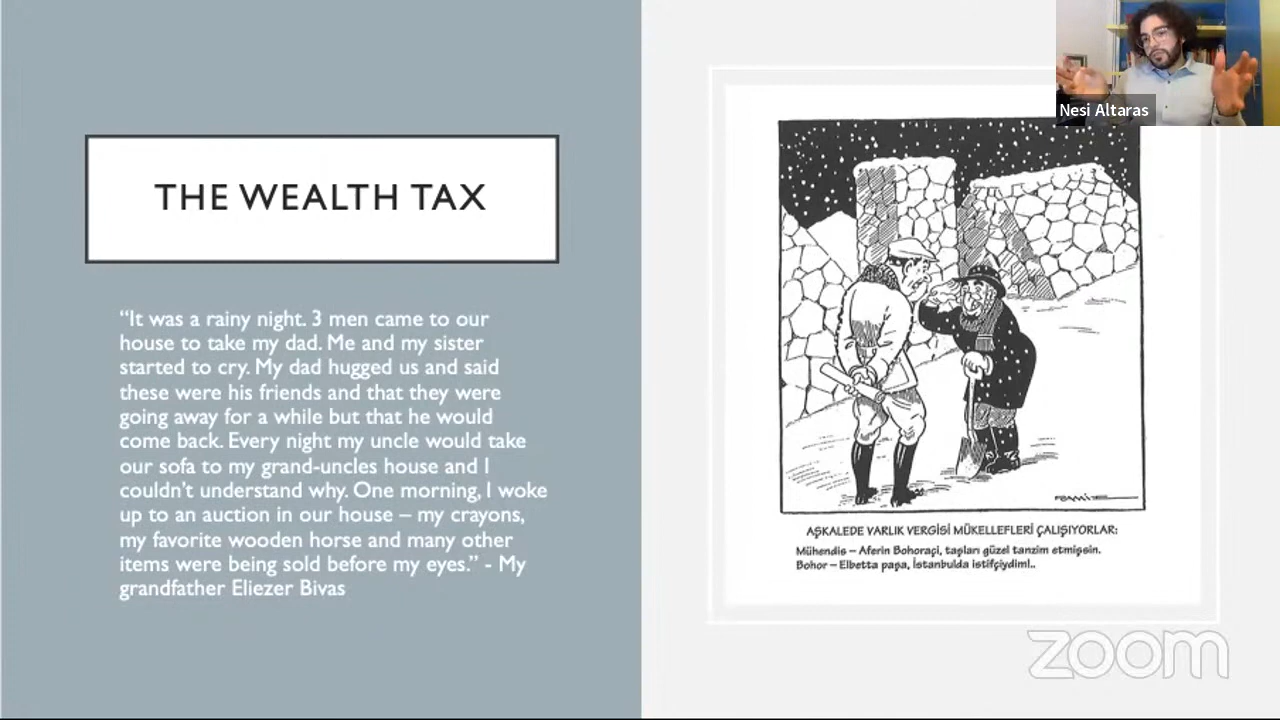 THE WEALTH TAX
“It was a rainy night. 3 men came to our
house to take my dad. Me and my sister
started to cry. My dad hugged us and said
these were his friends and that they were
going away for a while but that he would
come back. Every night my uncle would take
our sofa to my grand-uncles house and I
couldn’t understand why. One morning, I woke
up to an auction in our house – my crayons,
my favorite wooden horse and many other
items were being sold before my eyes.” - My
grandfather Eliezer Bivas
Nesi Altaras
AŞKALEDE VARLIK VERGİSİ MÜKELLEFLERİ ÇALIŞIYORLAR:
Mühendis – Aferin Bohoraçi, taşları güzel tanzim etmişsin.
Bohor – Elbetta paşa, İstanbulda istifçiydim!..
zoom